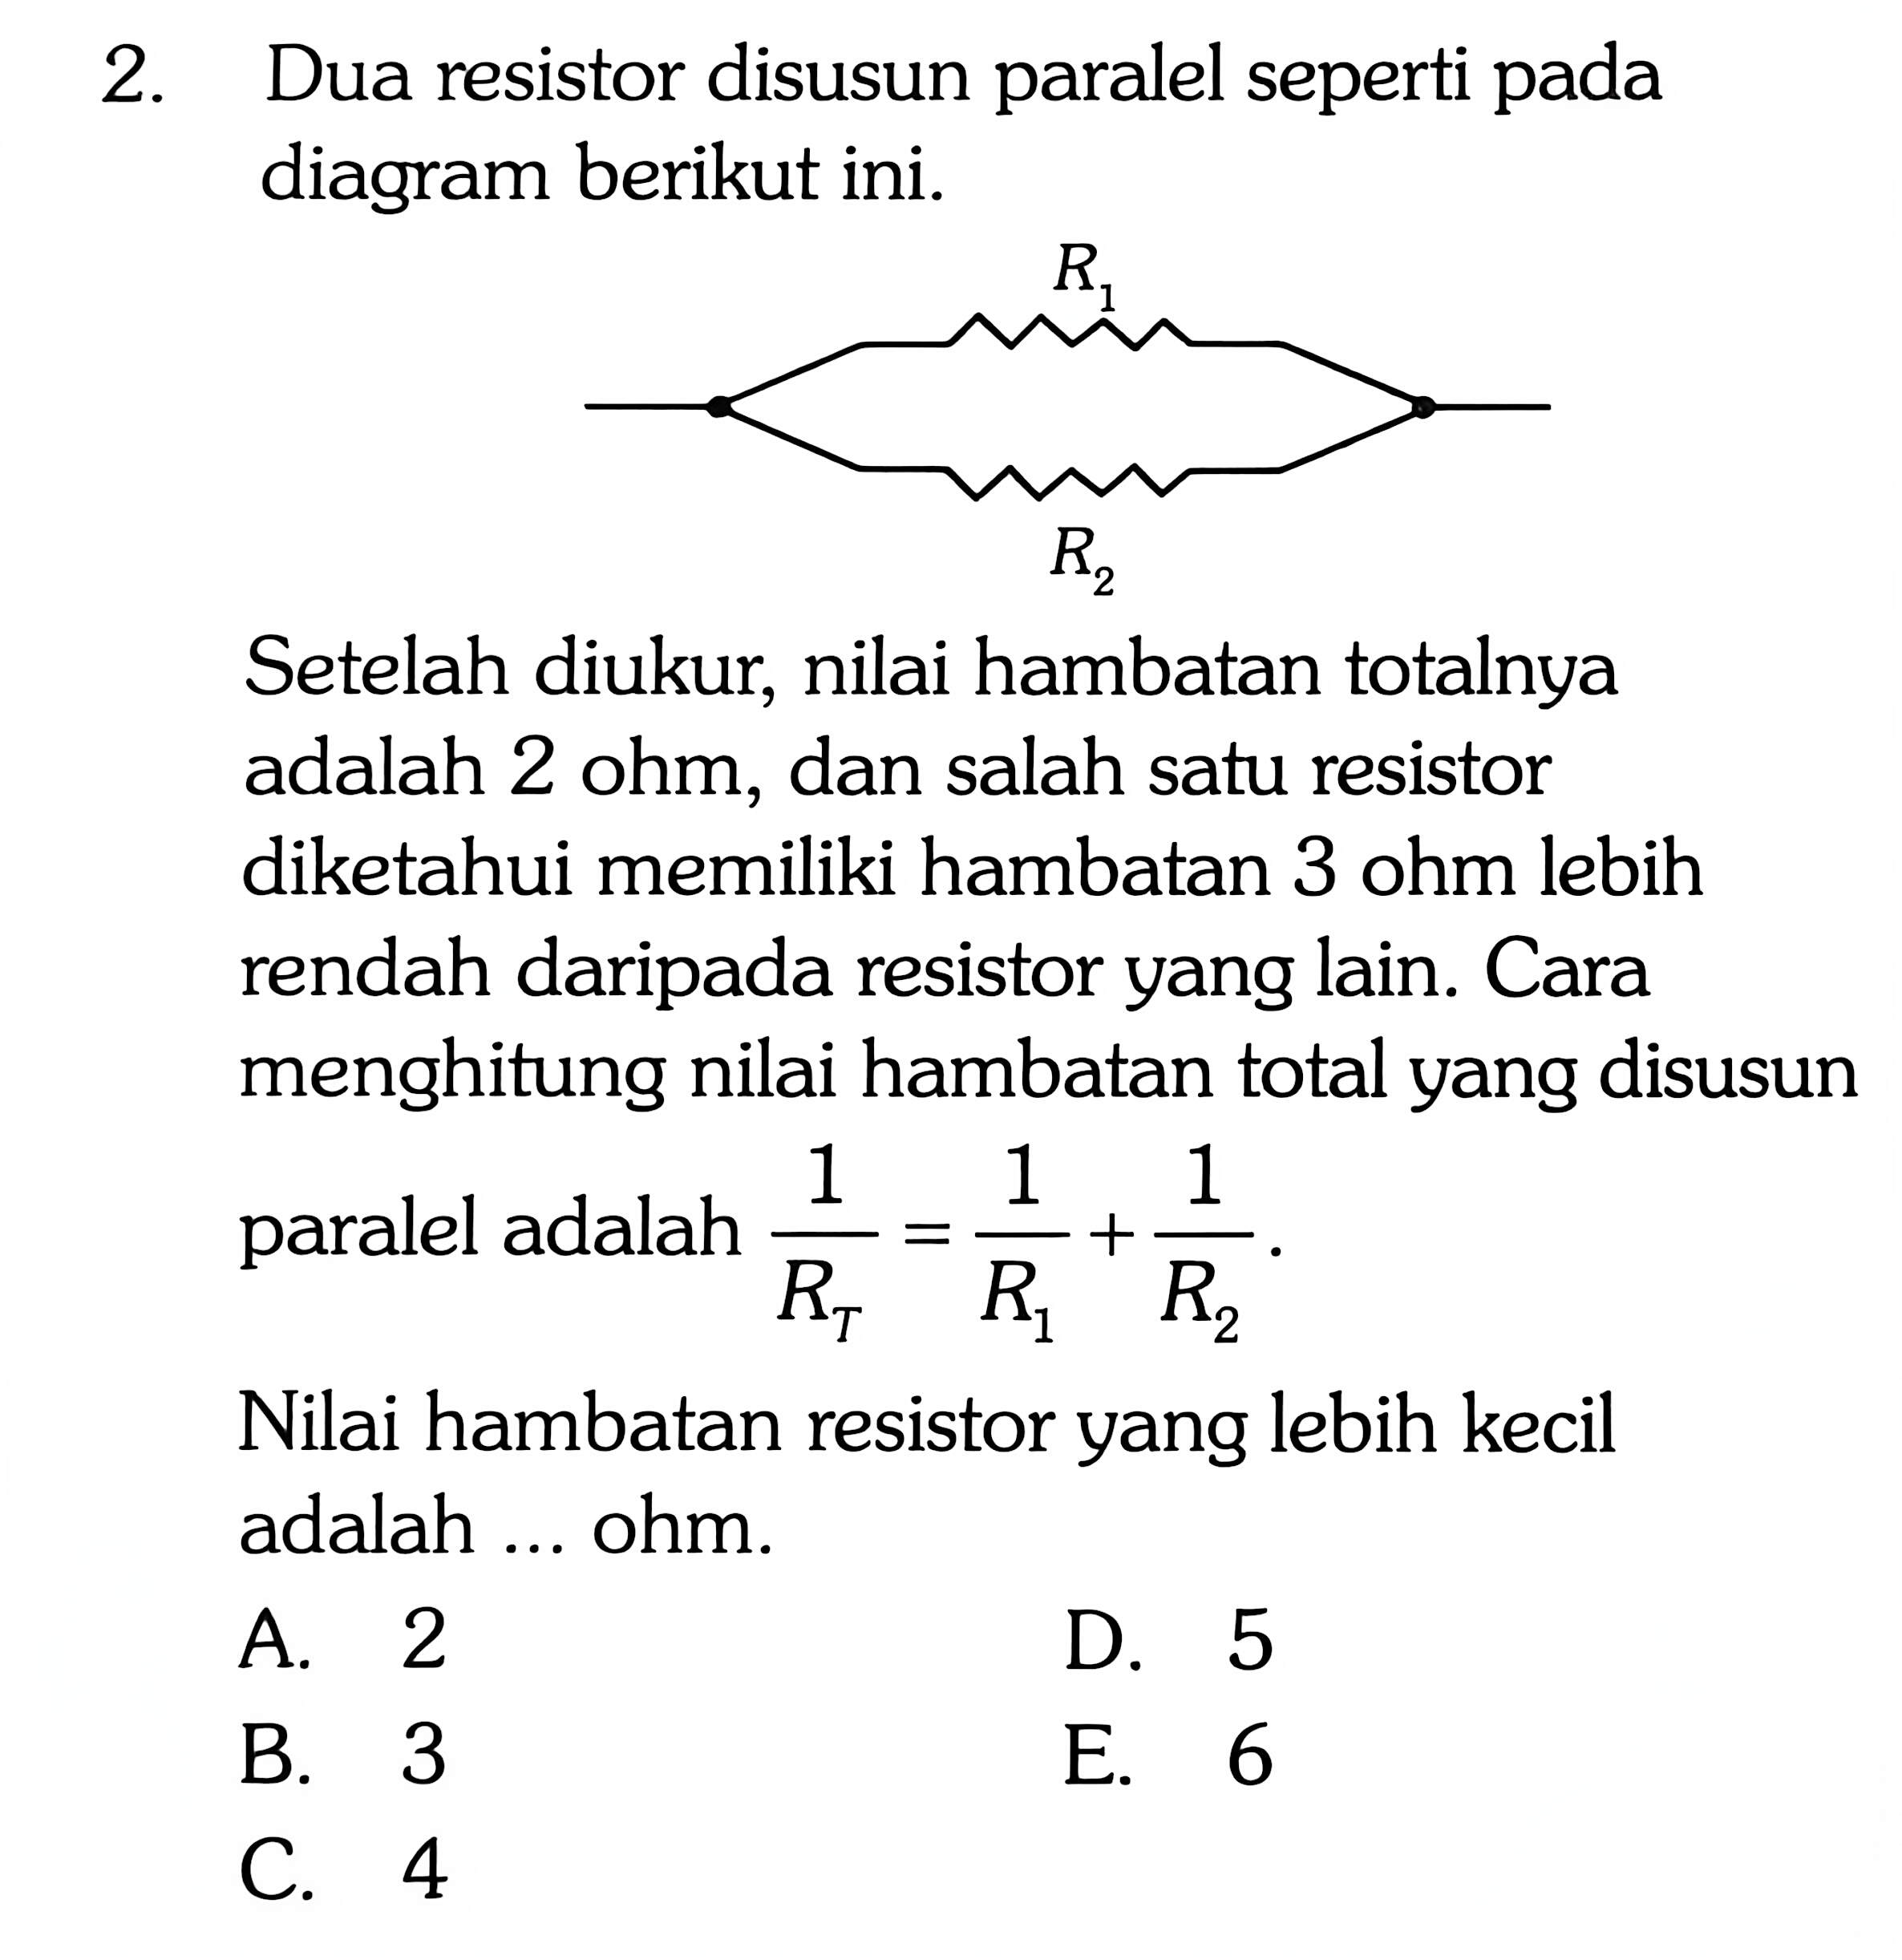 2. Dua resistor disusun paralel seperti pada
diagram berikut ini.
R₁
R₂
Setelah diukur, nilai hambatan totalnya
adalah 2 ohm, dan salah satu resistor
diketahui memiliki hambatan 3 ohm lebih
rendah daripada resistor yang lain. Cara
menghitung nilai hambatan total yang disusun
paralel adalah 1/R_T = 1/R₁ + 1/R₂.
Nilai hambatan resistor yang lebih kecil
adalah ... ohm.
A. 2 D. 5
B. 3 E. 6
C. 4